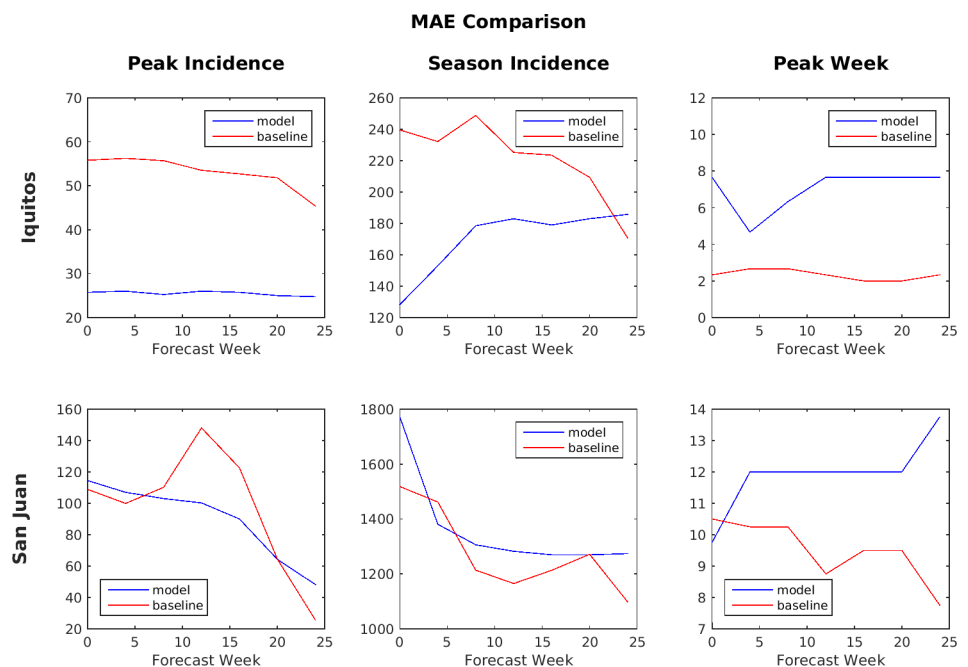 MAE Comparison
Peak Incidence
Season Incidence
Peak Week
Iquitos
70
60
50
40
30
20
0 5 10 15 20 25
Forecast Week
model
baseline
260
240
220
200
180
160
140
120
0 5 10 15 20 25
Forecast Week
model
baseline
12
10
8
6
4
2
0
0 5 10 15 20 25
Forecast Week
model
baseline
San Juan
160
140
120
100
80
60
40
20
0 5 10 15 20 25
Forecast Week
model
baseline
1800
1600
1400
1200
1000
0 5 10 15 20 25
Forecast Week
model
baseline
14
13
12
11
10
9
8
7
0 5 10 15 20 25
Forecast Week
model
baseline